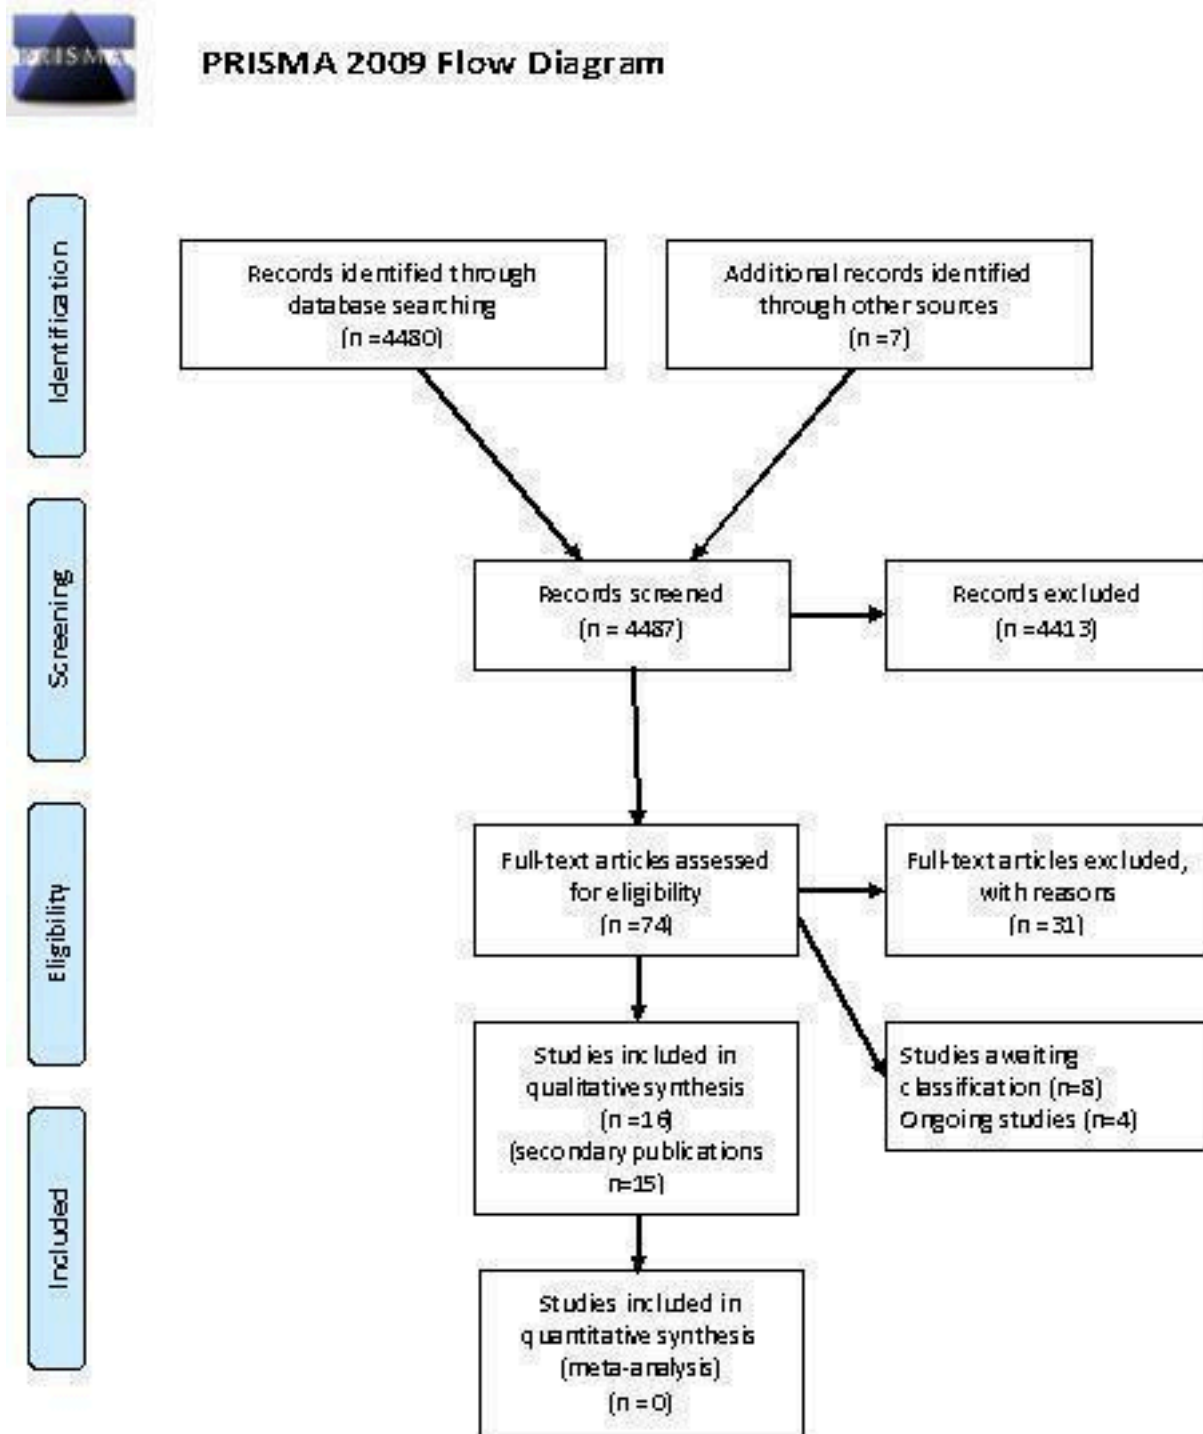 PRISMA
PRISMA 2009 Flow Diagram
Identification
Records identified through
database searching
(n =4480)
Additional records identified
through other sources
(n =7)
Screening
Records screened
(n = 4487)
Records excluded
(n =4413)
Eligibility
Full-text articles assessed
for eligibility
(n =74)
Full-text articles excluded,
with reasons
(n = 31)
Studies included in
qualitative synthesis
(n =16)
(secondary publications
n=15)
Studies awaiting
classification (n=8)
Ongoing studies (n=4)
Included
Studies included in
quantitative synthesis
(meta-analysis)
(n = 0)